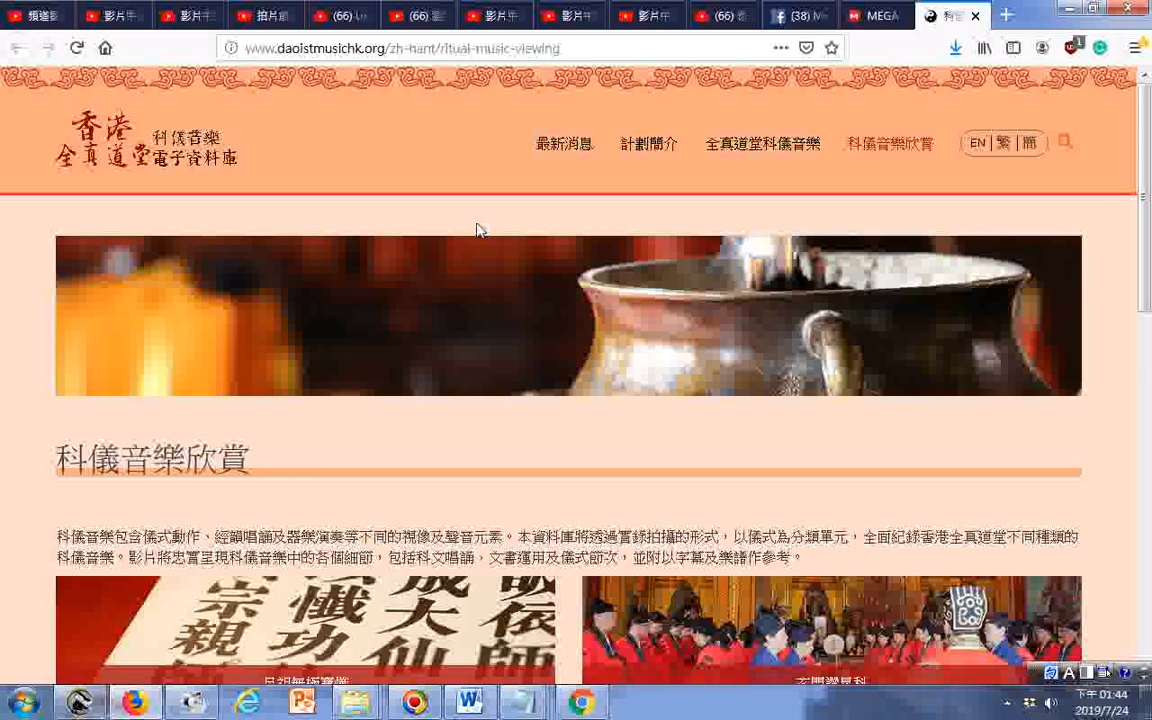 (66)
(66)
(66)
(38)
MEGA
www.daoistmusichk.org/zh-hant/ritual-music-viewing
香港
全真道堂
科儀音樂
電子資料庫
最新消息
計劃簡介
全真道堂科儀音樂
科儀音樂欣賞
EN | 繁 | 簡
科儀音樂欣賞
科儀音樂包含儀式動作、經韻唱誦及器樂演奏等不同的視像及聲音元素。本資料庫將透過實錄拍攝的形式，以儀式為分類單元，全面紀錄香港全真道堂不同種類的
科儀音樂。影片將忠實呈現科儀音樂中的各個細節，包括科文唱誦，文書運用及儀式節次，並附以字幕及樂譜作參考。
宗親
懺功
成大仙
皈依師
下午 01:44
2019/7/24